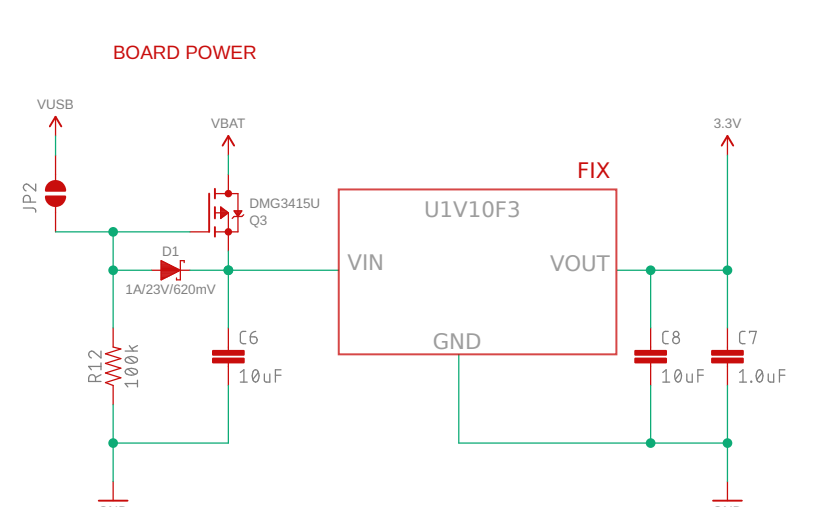 BOARD POWER
VUSB
VBAT
3.3V
FIX
JP2
DMG3415U
Q3
U1V10F3
D1
VIN
VOUT
1A/23V/620mV
GND
R12
100k
C6
10uF
C8
10uF
C7
1.0uF